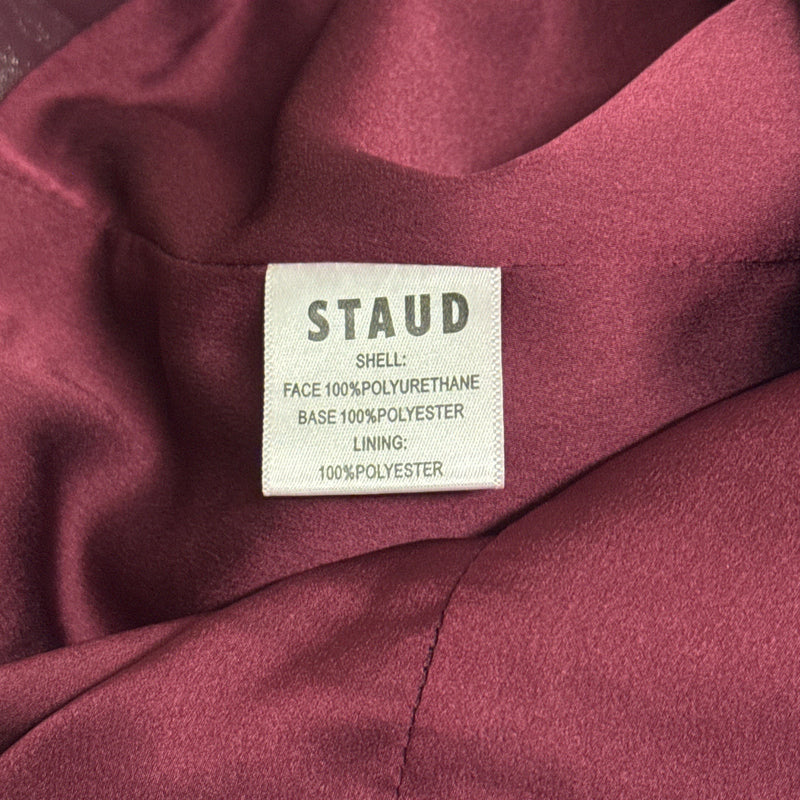 STAUD
SHELL:
FACE 100%POLYURETHANE
BASE 100%POLYESTER
LINING:
100%POLYESTER